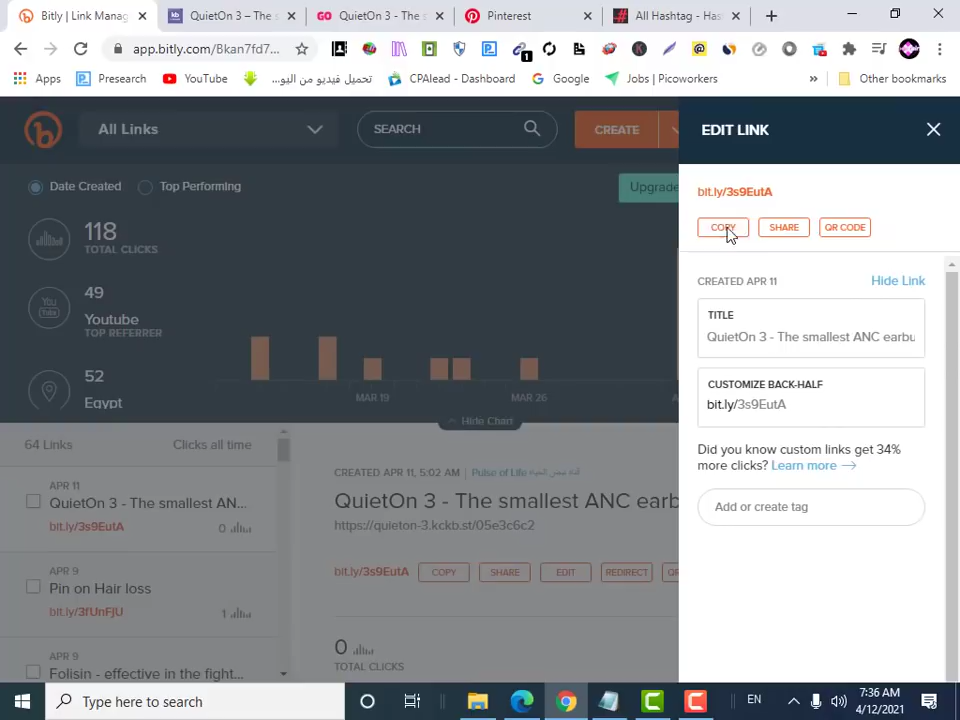 Bitly | Link Manag
QuietOn 3 – The s
QuietOn 3 - The s
Pinterest
All Hashtag - Has
app.bitly.com/Bkan7fd7...
1
Apps
Presearch
YouTube
تحميل فيديو من اليو...
CPAlead - Dashboard
Google
Jobs | Picoworkers
»
Other bookmarks
All Links
SEARCH
CREATE
EDIT LINK
Date Created
Top Performing
Upgrade
bit.ly/3s9EutA
COPY
SHARE
QR CODE
118
TOTAL CLICKS
49
You Tube
Youtube
TOP REFERRER
52
Egypt
MAR 19
MAR 26
A
Hide Chart
CREATED APR 11
Hide Link
TITLE
QuietOn 3 - The smallest ANC earbu
CUSTOMIZE BACK-HALF
bit.ly/3s9EutA
Did you know custom links get 34%
more clicks? Learn more
Add or create tag
64 Links
Clicks all time
APR 11
QuietOn 3 - The smallest AN...
bit.ly/3s9EutA
0
APR 9
Pin on Hair loss
bit.ly/3fUnFJU
1
APR 9
Folisin - effective in the fight...
CREATED APR 11, 5:02 AM | Pulse of Life قناه نبض الحياه
QuietOn 3 - The smallest ANC earb
https://quieton-3.kckb.st/05e3c6c2
bit.ly/3s9EutA
COPY
SHARE
EDIT
REDIRECT
QR
0
TOTAL CLICKS
Type here to search
EN
7:36 AM
4/12/2021